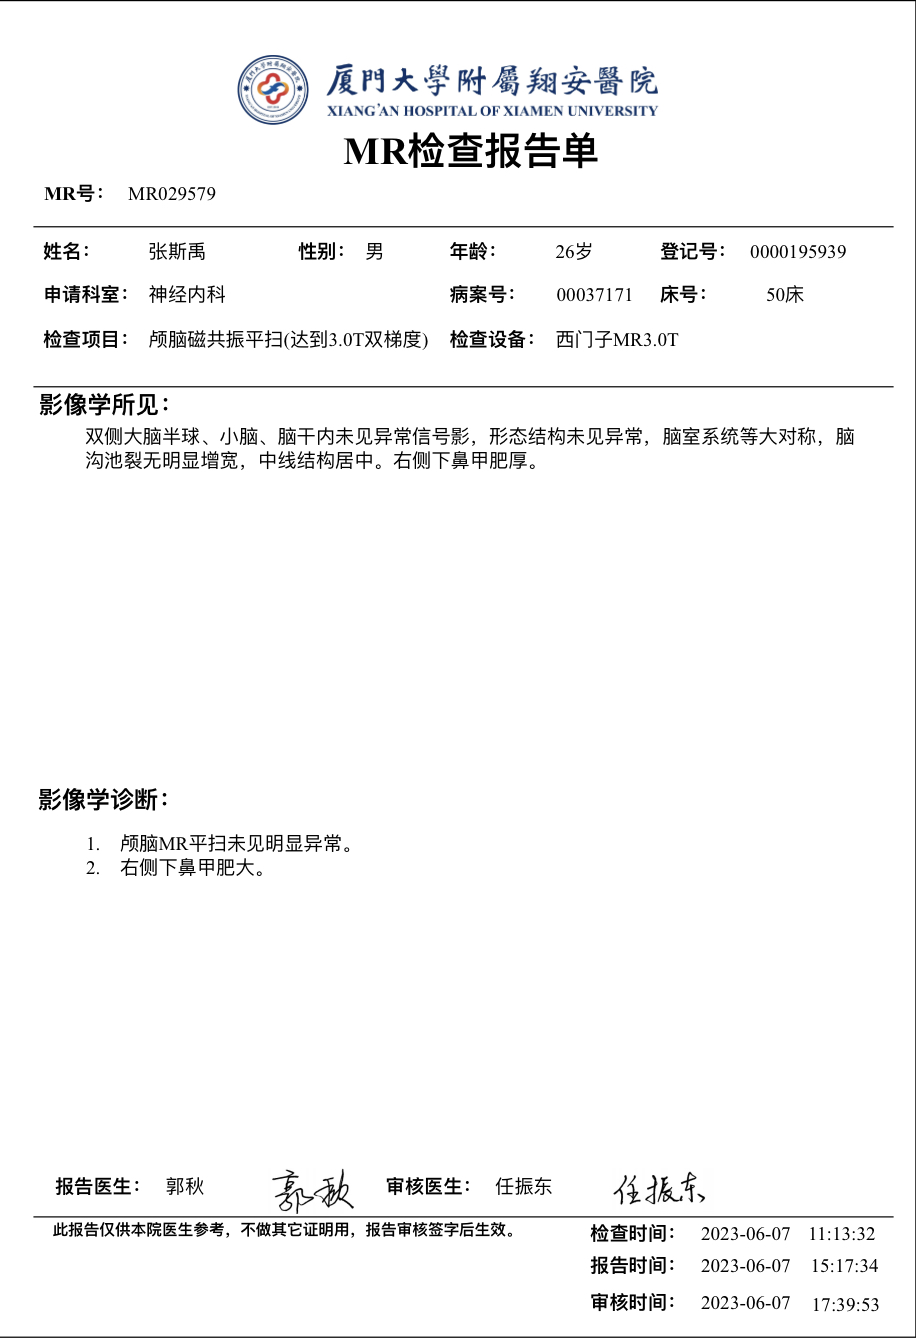 厦門大學附屬翔安醫院
XIANG'AN HOSPITAL OF XIAMEN UNIVERSITY
MR检查报告单
MR号： MR029579
姓名： 张斯禹 性别： 男 年龄： 26岁 登记号： 0000195939
申请科室： 神经内科 病案号： 00037171 床号： 50床
检查项目： 颅脑磁共振平扫(达到3.0T双梯度) 检查设备： 西门子MR3.0T
影像学所见：
双侧大脑半球、小脑、脑干内未见异常信号影，形态结构未见异常，脑室系统等大对称，脑
沟池裂无明显增宽，中线结构居中。右侧下鼻甲肥厚。
影像学诊断：
1. 颅脑MR平扫未见明显异常。
2. 右侧下鼻甲肥大。
报告医生： 郭秋 郭秋 审核医生： 任振东 任振东
此报告仅供本院医生参考，不做其它证明用，报告审核签字后生效。
检查时间： 2023-06-07 11:13:32
报告时间： 2023-06-07 15:17:34
审核时间： 2023-06-07 17:39:53